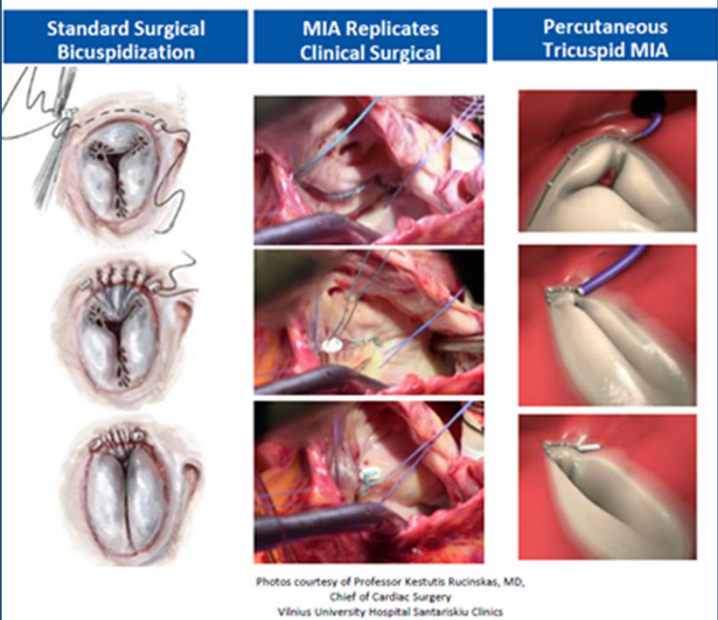 Standard Surgical
Bicuspidization
MIA Replicates
Clinical Surgical
Percutaneous
Tricuspid MIA
Photos courtesy of Professor Kestutis Rucinskas, MD,
Chief of Cardiac Surgery
Vilnius University Hospital Santariskiu Clinics